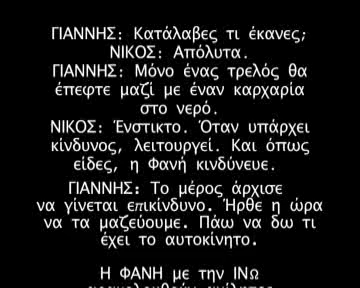 ΓΙΑΝΝΗΣ: Κατάλαβες τι έκανες;
ΝΙΚΟΣ: Απόλυτα.
ΓΙΑΝΝΗΣ: Μόνο ένας τρελός θα
έπεφτε μαζί με έναν καρχαρία
στο νερό.
ΝΙΚΟΣ: Ένστικτο. Όταν υπάρχει
κίνδυνος, λειτουργεί. Και όπως
είδες, η Φανή κινδύνευε.
ΓΙΑΝΝΗΣ: Το μέρος άρχισε
να γίνεται επικίνδυνο. Ήρθε η ώρα
να τα μαζεύουμε. Πάω να δω τι
έχει το αυτοκίνητο.
Η ΦΑΝΗ με την ΙΝΩ